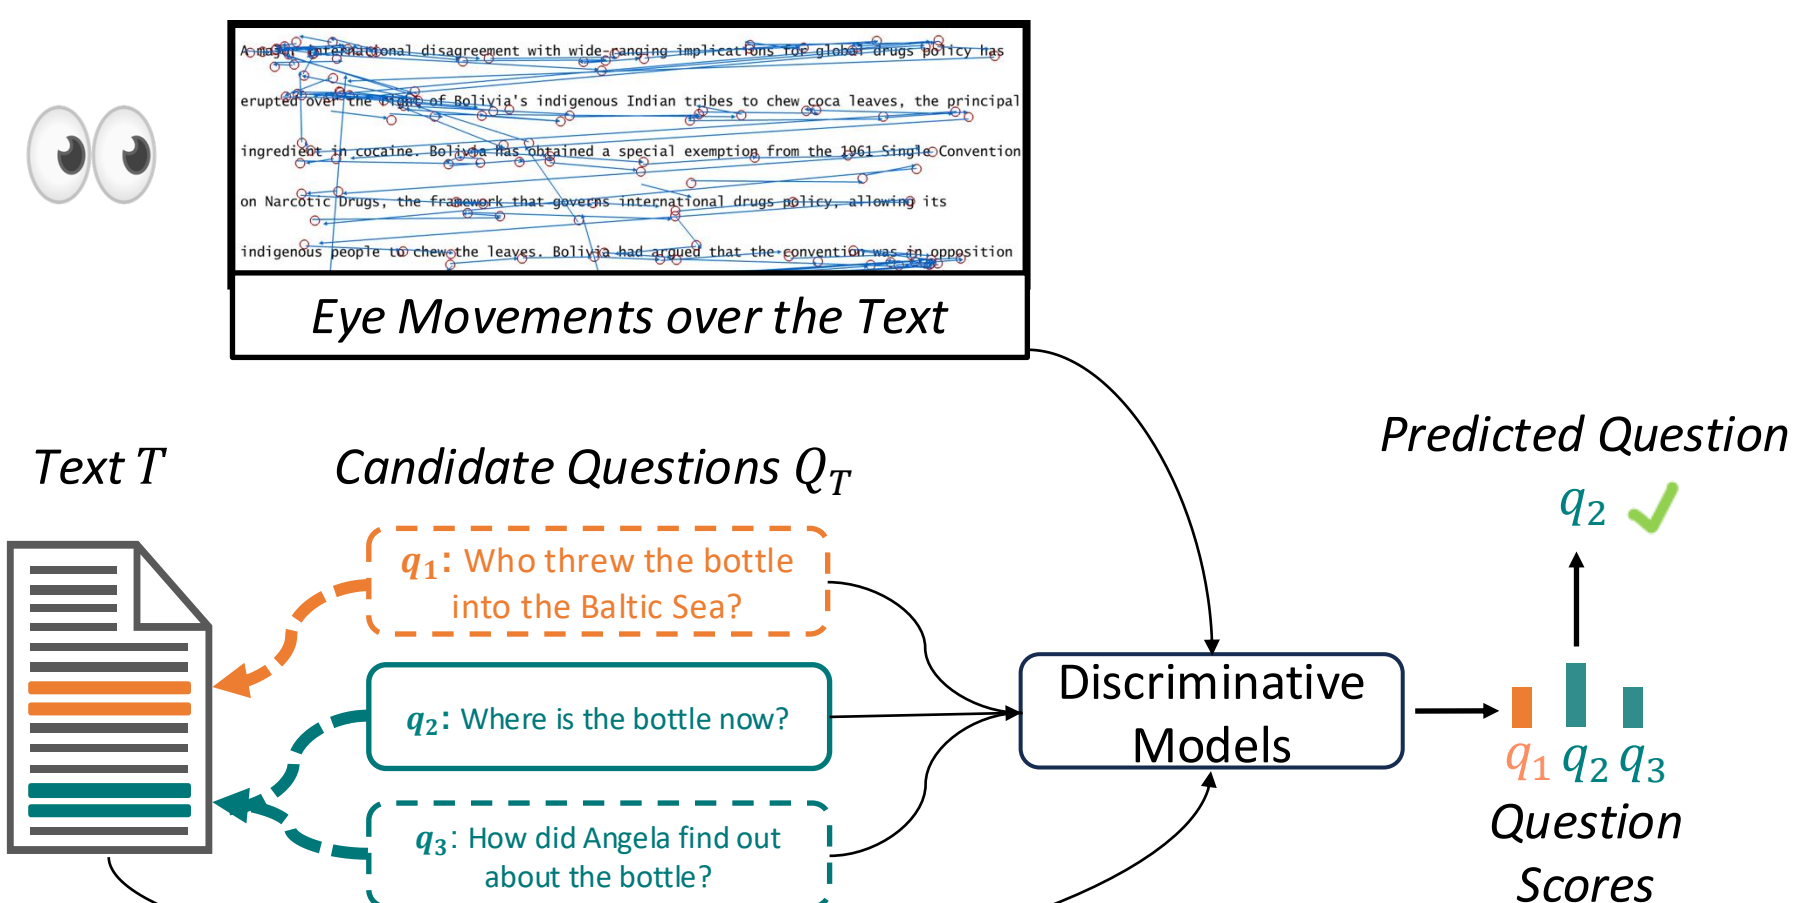 A major international disagreement with wide-ranging implications for global drugs policy has
erupted over the right of Bolivia's indigenous Indian tribes to chew coca leaves, the principal
ingredient in cocaine. Bolivia has obtained a special exemption from the 1961 Single Convention
on Narcotic Drugs, the framework that governs international drugs policy, allowing its
indigenous people to chew the leaves. Bolivia had argued that the convention was in opposition
Eye Movements over the Text
Text T
Candidate Questions Q_T
q1: Who threw the bottle
into the Baltic Sea?
q2: Where is the bottle now?
q3: How did Angela find out
about the bottle?
Discriminative
Models
Predicted Question
q2
q1 q2 q3
Question
Scores